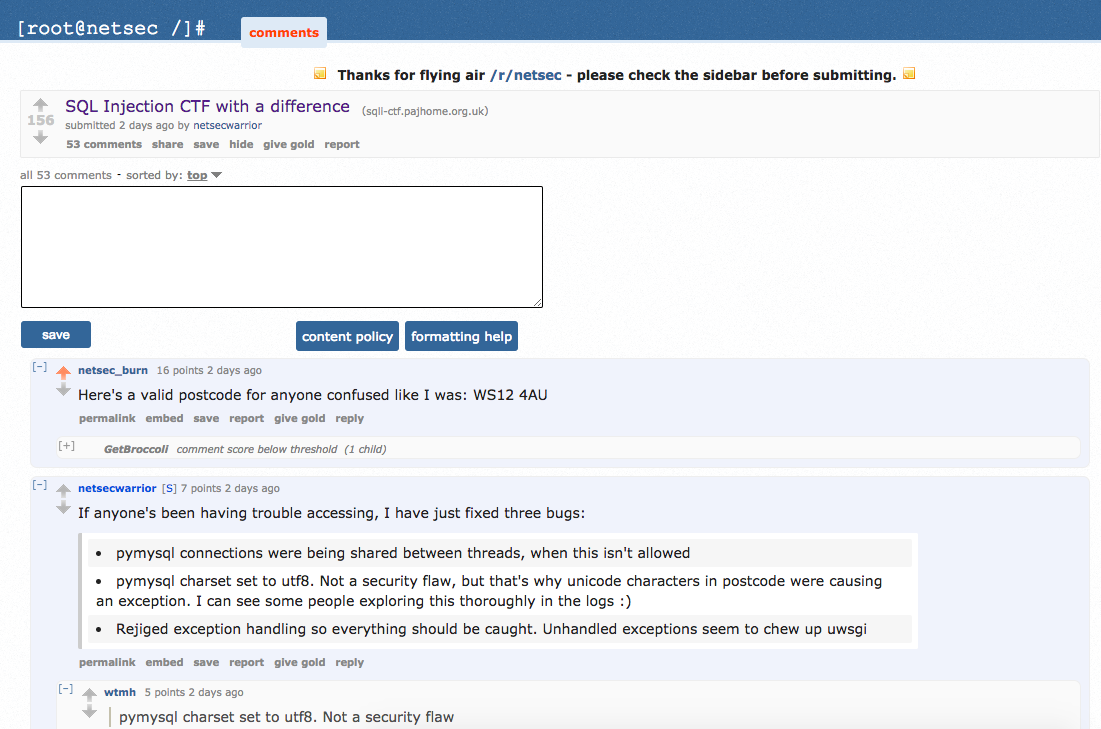 [root@netsec /]#
comments
Thanks for flying air /r/netsec - please check the sidebar before submitting.
SQL Injection CTF with a difference (sqli-ctf.pajhome.org.uk)
156
submitted 2 days ago by netsecwarrior
53 comments share save hide give gold report
all 53 comments - sorted by: top
save
content policy
formatting help
[-] netsec_burn 16 points 2 days ago
Here's a valid postcode for anyone confused like I was: WS12 4AU
permalink embed save report give gold reply
[+] GetBroccoli comment score below threshold (1 child)
[-] netsecwarrior [S] 7 points 2 days ago
If anyone's been having trouble accessing, I have just fixed three bugs:
• pymysql connections were being shared between threads, when this isn't allowed
• pymysql charset set to utf8. Not a security flaw, but that's why unicode characters in postcode were causing
an exception. I can see some people exploring this thoroughly in the logs :)
• Rejiged exception handling so everything should be caught. Unhandled exceptions seem to chew up uwsgi
permalink embed save report give gold reply
[-] wtmh 5 points 2 days ago
pymysql charset set to utf8. Not a security flaw